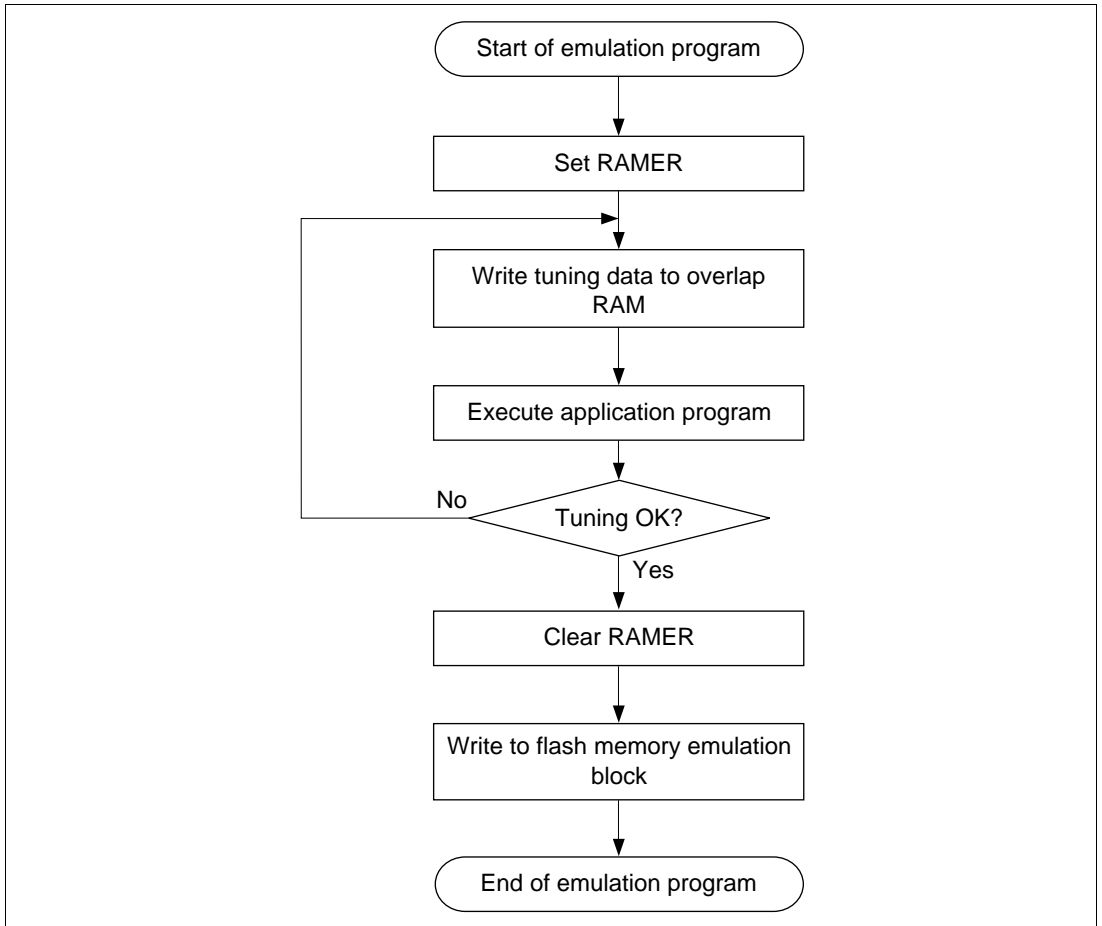 Start of emulation program
Set RAMER
Write tuning data to overlap
RAM
Execute application program
No
Tuning OK?
Yes
Clear RAMER
Write to flash memory emulation
block
End of emulation program